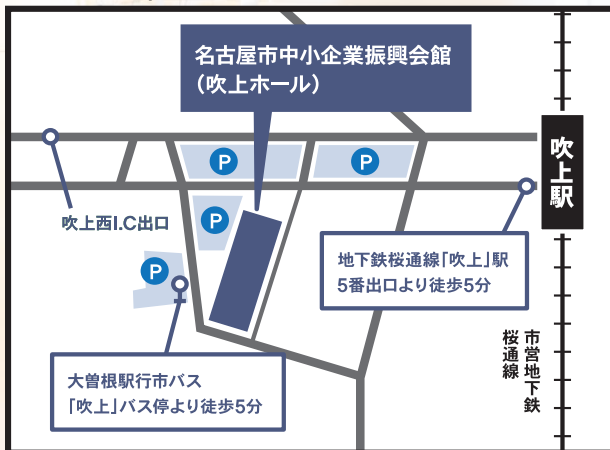 名古屋市中小企業振興会館
（吹上ホール）
P
P
吹上駅
P
吹上西I.C出口
P
地下鉄桜通線「吹上」駅
5番出口より徒歩5分
市営地下鉄
桜通線
大曽根駅行市バス
「吹上」バス停より徒歩5分